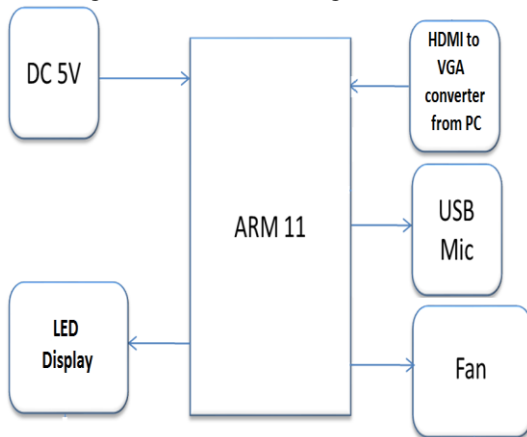 DC 5V
HDMI to
VGA
converter
from PC
ARM 11
USB
Mic
LED
Display
Fan